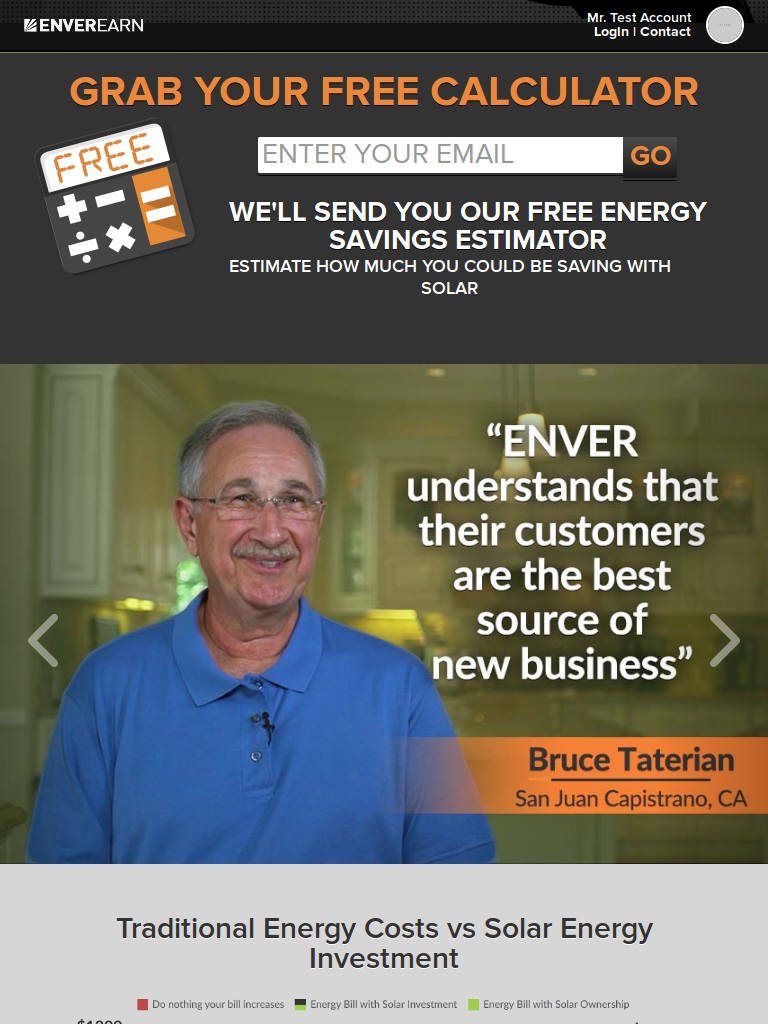 ENVEREARN
Mr. Test Account
LogIn | Contact
GRAB YOUR FREE CALCULATOR
FREE
ENTER YOUR EMAIL
GO
WE'LL SEND YOU OUR FREE ENERGY
SAVINGS ESTIMATOR
ESTIMATE HOW MUCH YOU COULD BE SAVING WITH
SOLAR
“ENVER
understands that
their customers
are the best
source of
new business”
Bruce Taterian
San Juan Capistrano, CA
Traditional Energy Costs vs Solar Energy
Investment
Do nothing your bill increases
Energy Bill with Solar Investment
Energy Bill with Solar Ownership